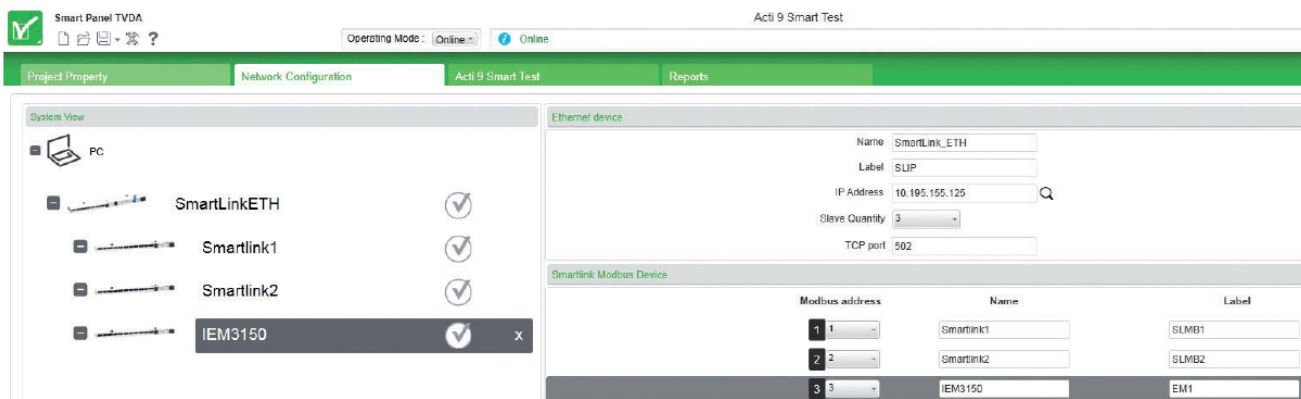 Smart Panel TVDA
Acti 9 Smart Test
?
Operating Mode : Online
i Online
Project Property
Network Configuration
Acti 9 Smart Test
Reports
System View
PC
SmartLinkETH
Smartlink1
Smartlink2
IEM3150 x
Ethernet device
Name SmartLink_ETH
Label SLIP
IP Address 10.195.155.125
Slave Quantity 3
TCP port 502
Smartlink Modbus Device
Modbus address Name Label
1 1 Smartlink1 SLMB1
2 2 Smartlink2 SLMB2
3 3 IEM3150 EM1